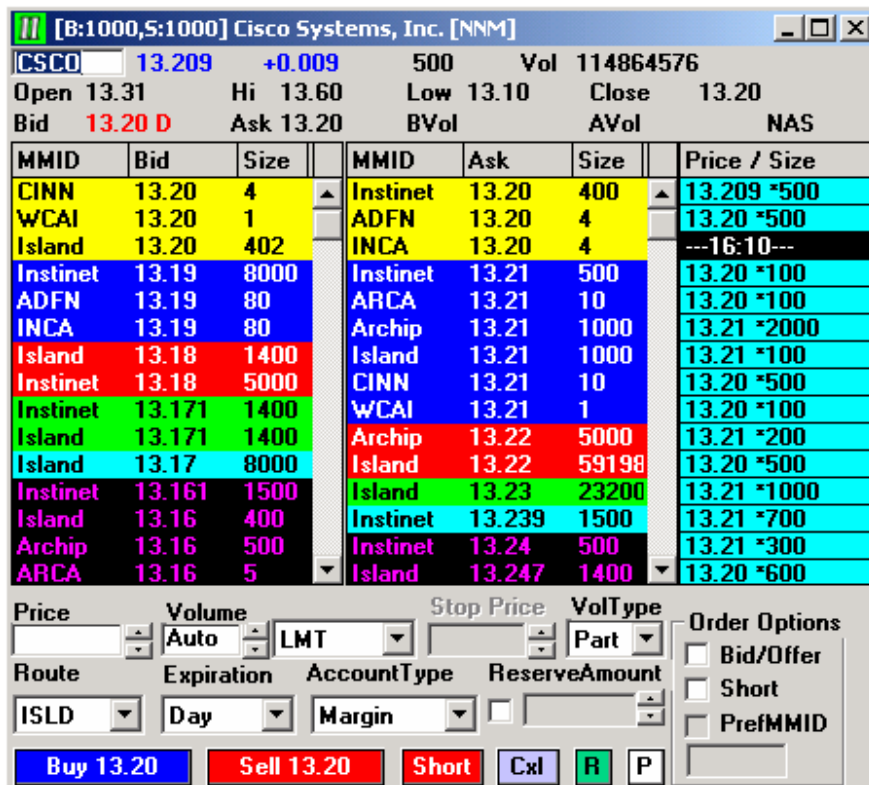 [B:1000,S:1000] Cisco Systems, Inc. [NNM]
CSCO 13.209 +0.009 500 Vol 114864576
Open 13.31 Hi 13.60 Low 13.10 Close 13.20
Bid 13.20 D Ask 13.20 BVol AVol NAS
MMID Bid Size MMID Ask Size Price / Size
CINN 13.20 4 Instinet 13.20 400 13.209 *500
WCAI 13.20 1 ADFN 13.20 4 13.20 *500
Island 13.20 402 INCA 13.20 4 ---16:10---
Instinet 13.19 8000 Instinet 13.21 500 13.20 *100
ADFN 13.19 80 ARCA 13.21 10 13.20 *100
INCA 13.19 80 Archip 13.21 1000 13.21 *2000
Island 13.18 1400 Island 13.21 1000 13.21 *100
Instinet 13.18 5000 CINN 13.21 10 13.20 *500
Instinet 13.171 1400 WCAI 13.21 1 13.20 *100
Island 13.171 1400 Archip 13.22 5000 13.21 *200
Island 13.17 8000 Island 13.22 59198 13.20 *500
Instinet 13.161 1500 Island 13.23 23200 13.21 *1000
Island 13.16 400 Instinet 13.239 1500 13.21 *700
Archip 13.16 500 Instinet 13.24 500 13.21 *300
ARCA 13.16 5 Island 13.247 1400 13.20 *600
Price Volume Stop Price VolType Order Options
Auto LMT Part Bid/Offer
Route Expiration AccountType ReserveAmount Short
ISLD Day Margin PrefMMID
Buy 13.20 Sell 13.20 Short Cxl R P